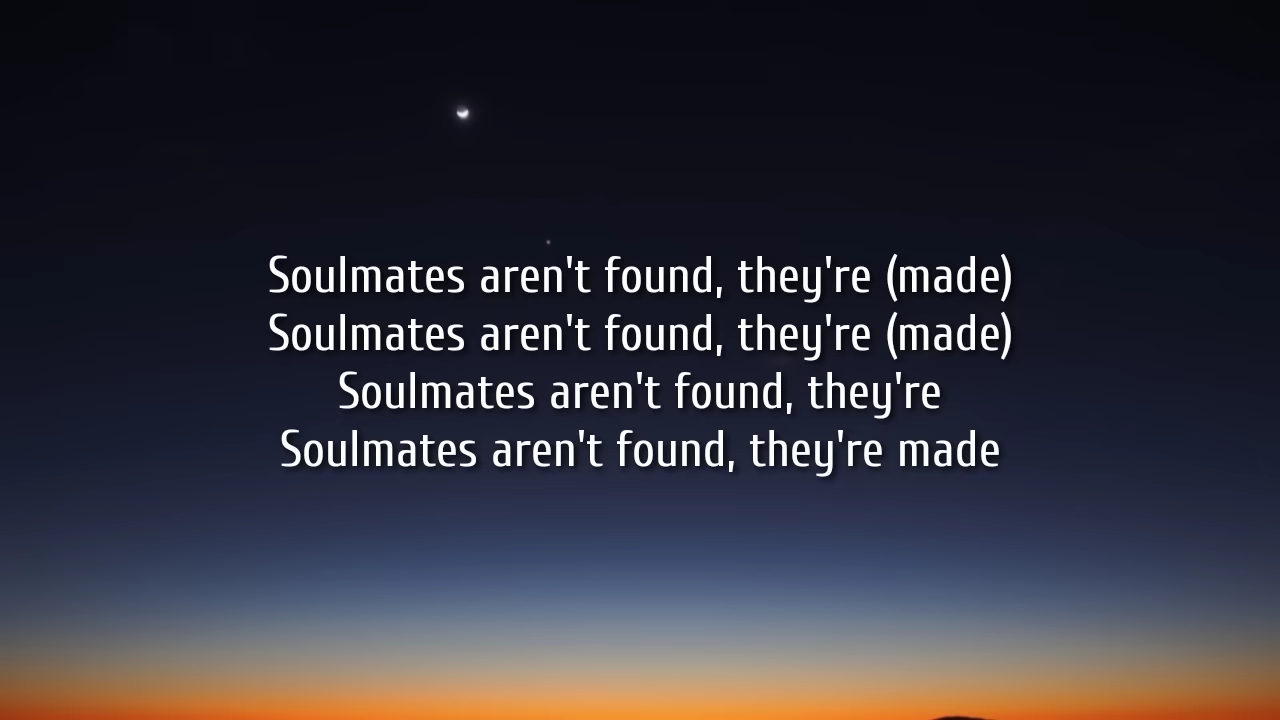 Soulmates aren't found, they're (made)
Soulmates aren't found, they're (made)
Soulmates aren't found, they're
Soulmates aren't found, they're made